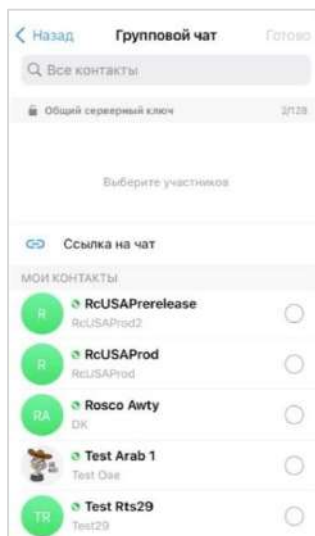 Назад Групповой чат Готово
Все контакты
Общий серверный ключ 2/128
Выберите участников
Ссылка на чат
МОИ КОНТАКТЫ
R RcUSAPrerelease
RcUSAProd2
R RcUSAProd
RcUSAProd
RA Rosco Awty
DK
Test Arab 1
Test Oae
TR Test Rts29
Test29